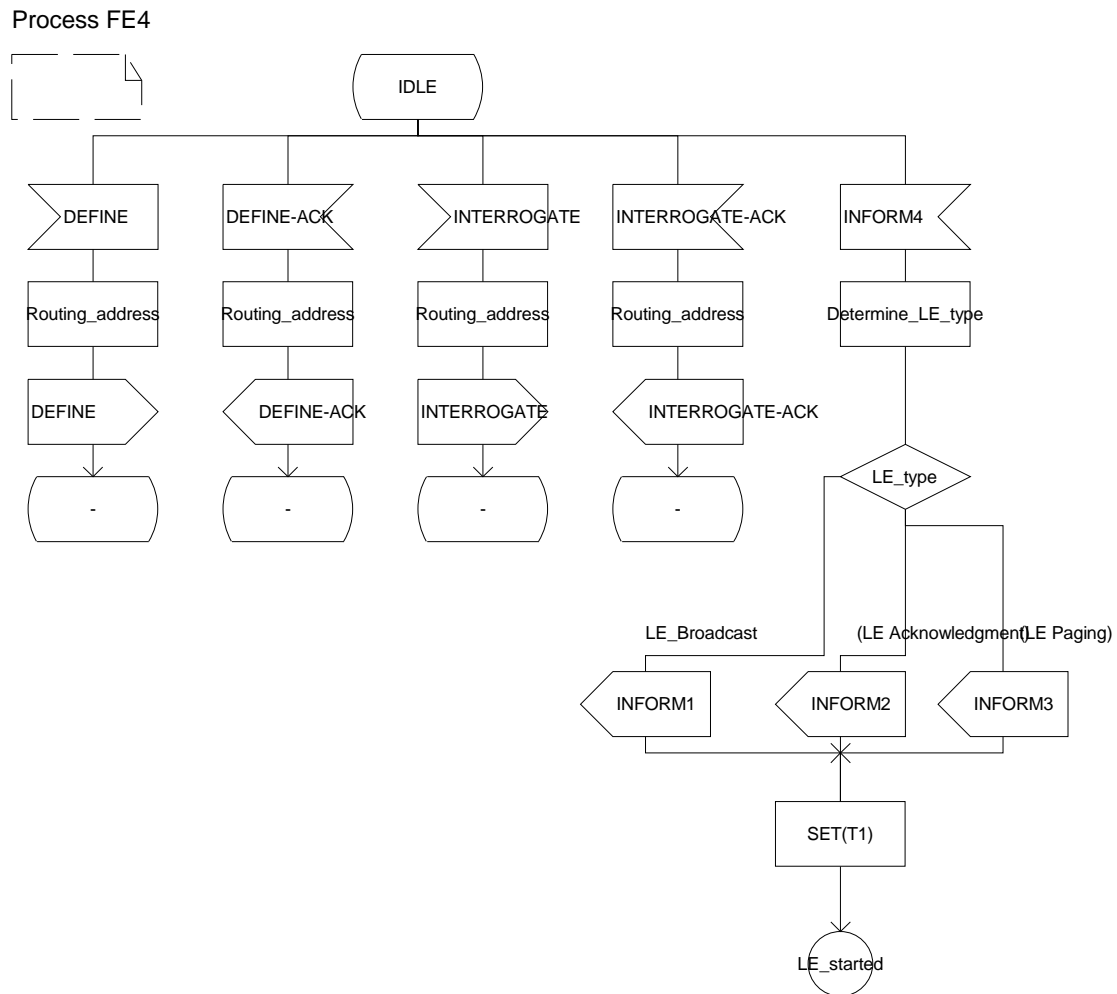 Process FE4
IDLE
DEFINE
DEFINE-ACK
INTERROGATE
INTERROGATE-ACK
INFORM4
Routing_address
Routing_address
Routing_address
Routing_address
Determine_LE_type
DEFINE
DEFINE-ACK
INTERROGATE
INTERROGATE-ACK
LE_type
-
-
-
-
LE_Broadcast
(LE Acknowledgment)
(LE Paging)
INFORM1
INFORM2
INFORM3
SET(T1)
LE_started